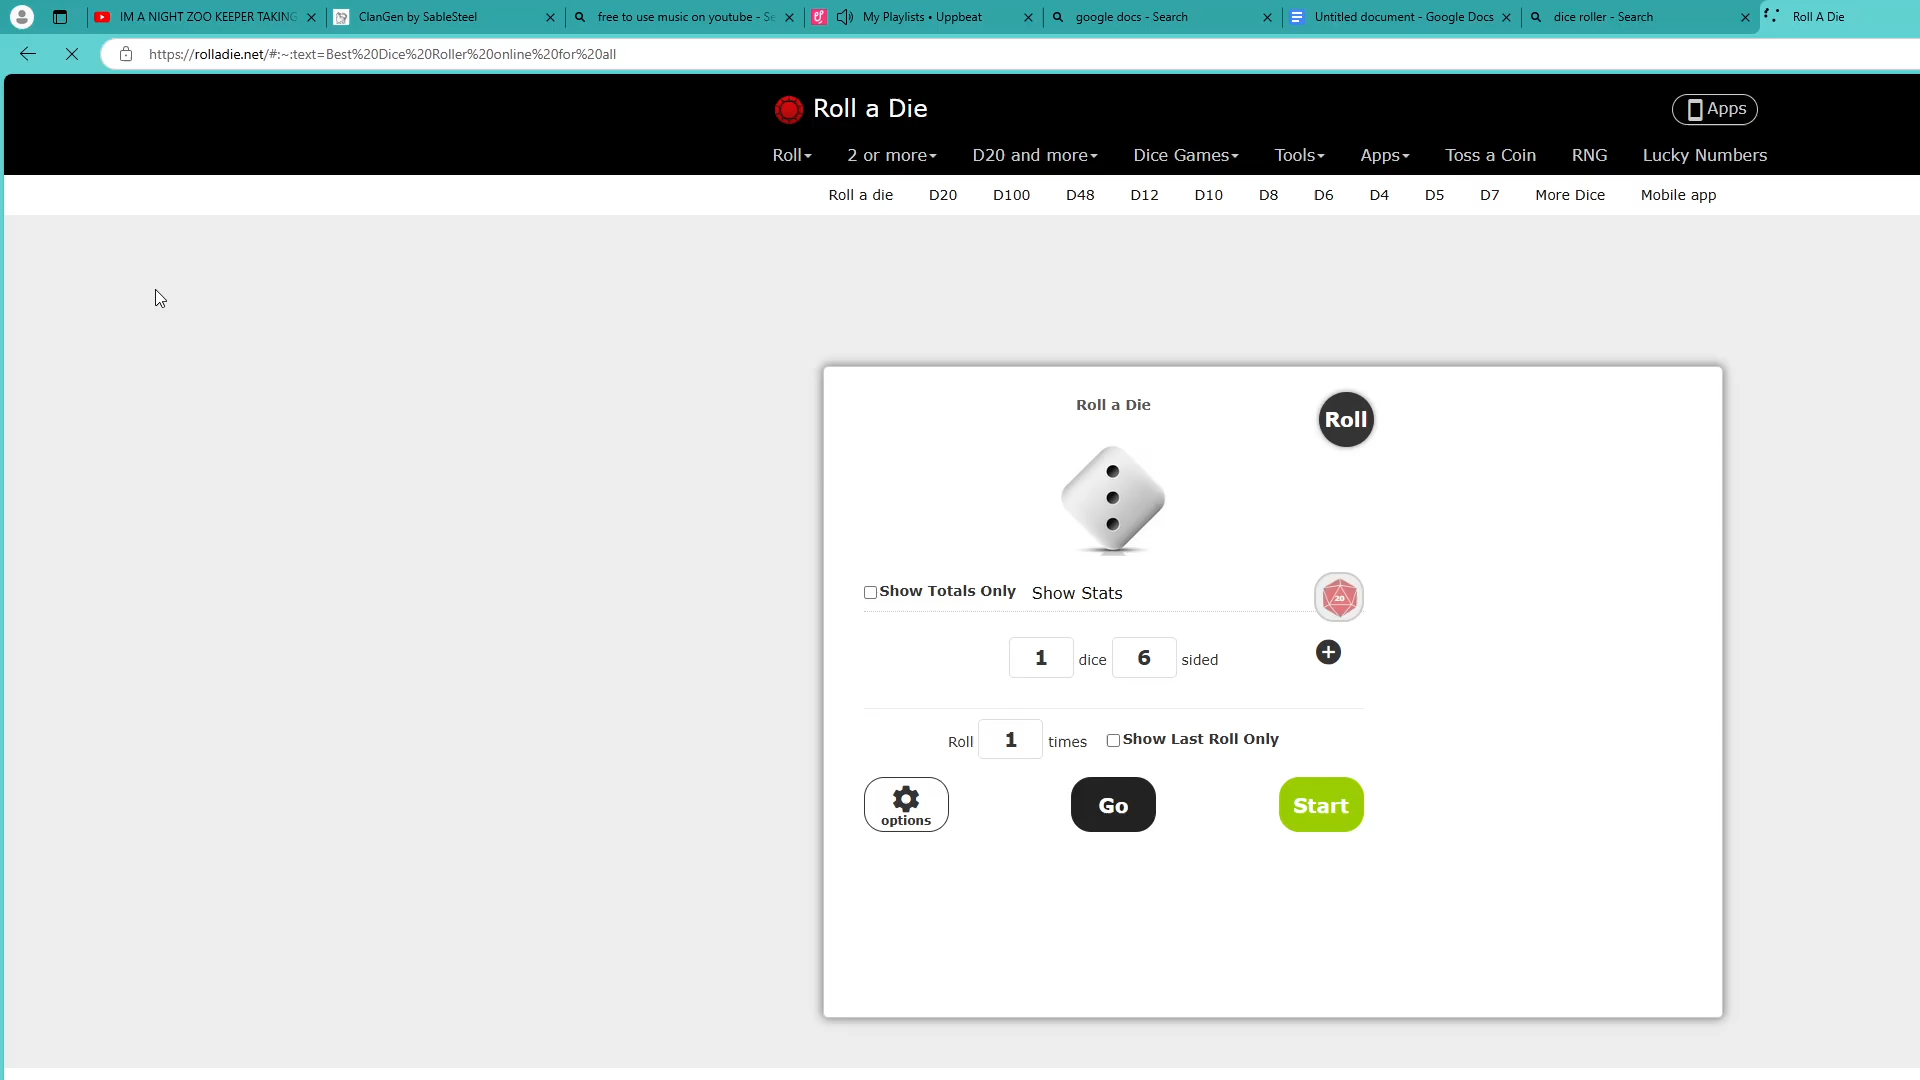 IM A NIGHT ZOO KEEPER TAKING
ClanGen by SableSteel
free to use music on youtube - Se
My Playlists • Uppbeat
google docs - Search
Untitled document - Google Docs
dice roller - Search
Roll A Die
https://rolladie.net/#:~:text=Best%20Dice%20Roller%20online%20for%20all
Roll a Die
Apps
Roll 2 or more D20 and more Dice Games Tools Apps Toss a Coin RNG Lucky Numbers
Roll a die D20 D100 D48 D12 D10 D8 D6 D4 D5 D7 More Dice Mobile app
Roll a Die
Roll
Show Totals Only Show Stats
20
1 dice 6 sided
Roll 1 times Show Last Roll Only
options
Go
Start